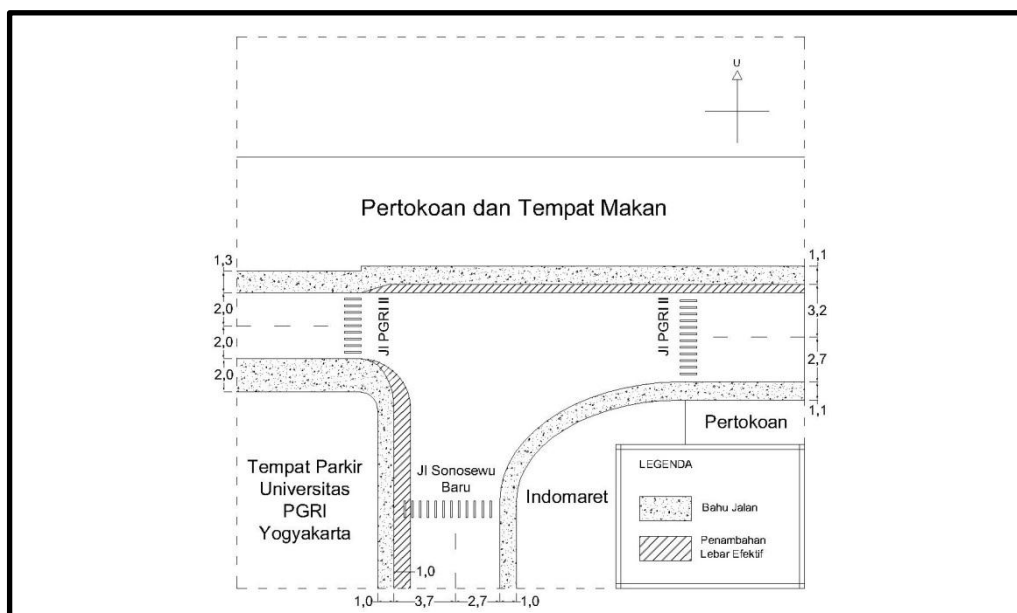 U
Pertokoan dan Tempat Makan
1,3
2,0
2,0
2,0
Jl PGRI II
Jl PGRI II
1,1
3,2
2,7
1,1
Pertokoan
Tempat Parkir
Universitas
PGRI
Yogyakarta
Jl Sonosewu
Baru
Indomaret
LEGENDA
Bahu Jalan
Penambahan
Lebar Efektif
1,0
1,0
3,7
2,7
1,0